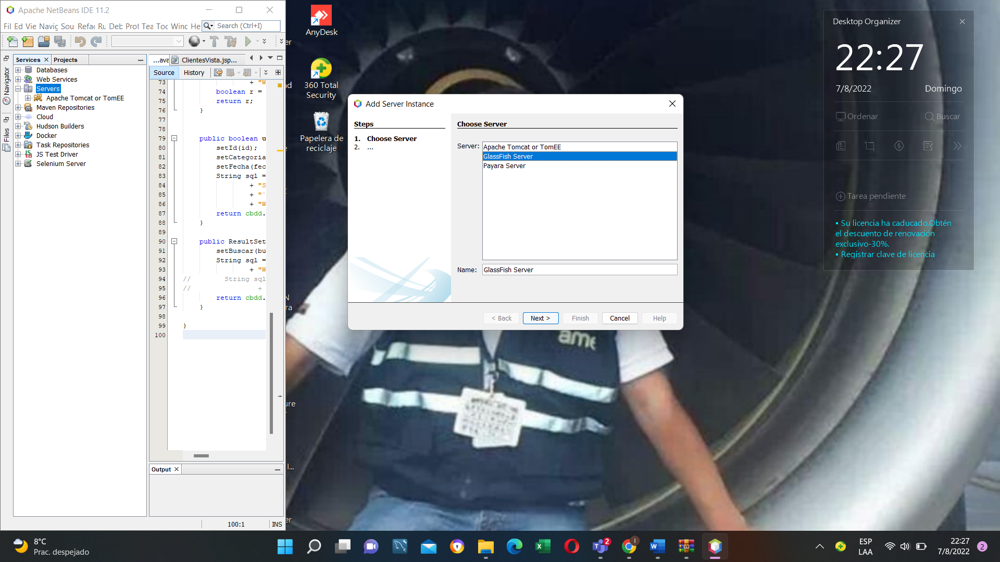 Apache NetBeans IDE 11.2
Fil Ed Vie Navig Sou Refac Ru Deb Prof Tea Too Winc He
Search (Ctrl+I)
Services
Projects
Databases
Web Services
Servers
Apache Tomcat or TomEE
Maven Repositories
Cloud
Hudson Builders
Docker
Task Repositories
JS Test Driver
Selenium Server
Navigator
Files
...ava
ClientesVista.jsp...
Source
History
73 + "W
74 boolean r =
75 return r;
76 }
77
78
79 public boolean u
80 setId(id);
81 setCategoria
82 setFecha(fec
83 String sql =
84 + "S
85 + "`
86 + "W
87 return cbdd.
88 }
89
90 public ResultSet
91 setBuscar(bu
92 String sql =
93 + "W
94 // String sql
95 // +
96 return cbdd.
97 }
98
99 }
100
Output
100:1
INS
AnyDesk
360 Total
Security
Papelera de
reciclaje
Add Server Instance
Steps
1. Choose Server
2. ...
Choose Server
Server:
Apache Tomcat or TomEE
GlassFish Server
Payara Server
Name:
GlassFish Server
< Back
Next >
Finish
Cancel
Help
ame
Desktop Organizer
22:27
7/8/2022
Domingo
Ordenar
Buscar
Tarea pendiente
▪ Su licencia ha caducado.Obtén
el descuento de renovación
exclusivo-30%.
▪ Registrar clave de licencia
8°C
Prac. despejado
2
ESP
LAA
22:27
7/8/2022
2